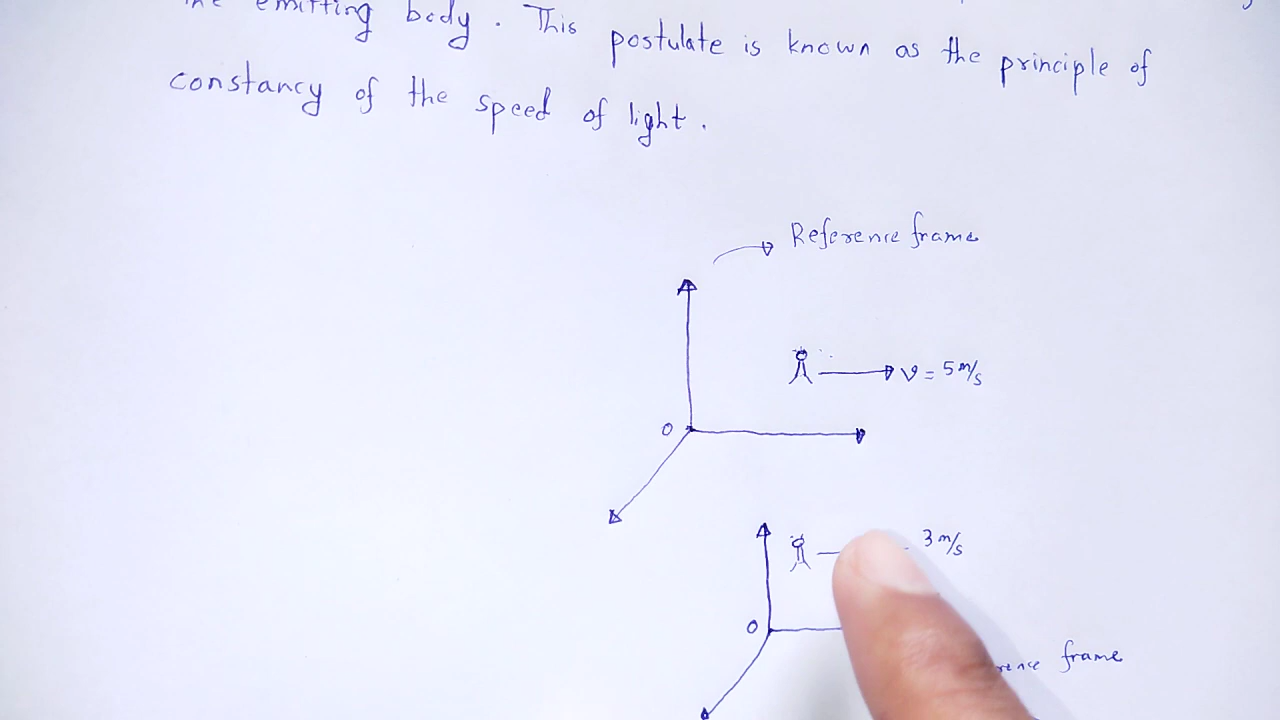 emitting body. This postulate is known as the principle of
constancy of the speed of light.
Reference frame
v = 5 m/s
O
3 m/s
O
frame